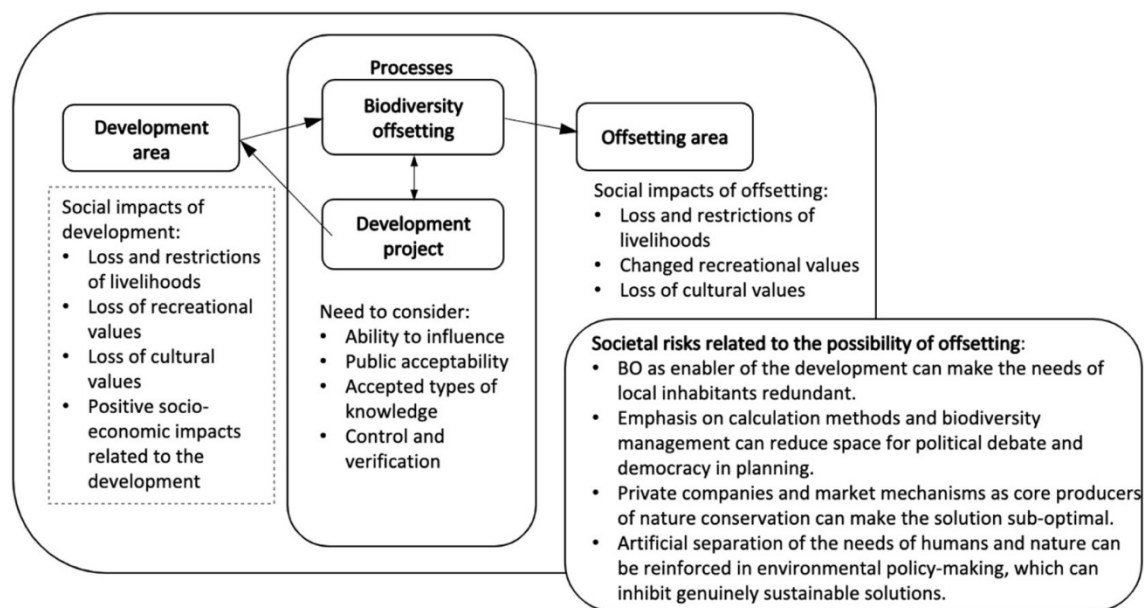 Processes
Biodiversity
offsetting
Development
area
Offsetting area
Development
project
Social impacts of
development:
• Loss and restrictions
of livelihoods
• Loss of recreational
values
• Loss of cultural
values
• Positive socio-
economic impacts
related to the
development
Need to consider:
• Ability to influence
• Public acceptability
• Accepted types of
knowledge
• Control and
verification
Social impacts of offsetting:
• Loss and restrictions of
livelihoods
• Changed recreational values
• Loss of cultural values
Societal risks related to the possibility of offsetting:
• BO as enabler of the development can make the needs of
local inhabitants redundant.
• Emphasis on calculation methods and biodiversity
management can reduce space for political debate and
democracy in planning.
• Private companies and market mechanisms as core producers
of nature conservation can make the solution sub-optimal.
• Artificial separation of the needs of humans and nature can
be reinforced in environmental policy-making, which can
inhibit genuinely sustainable solutions.